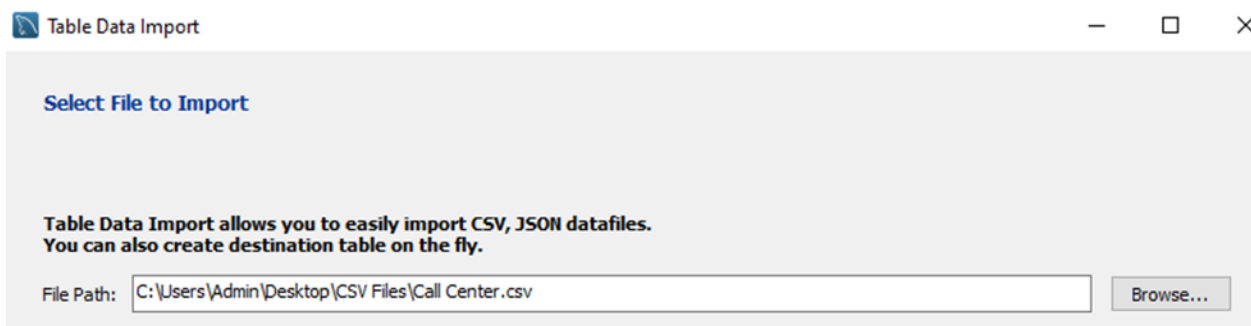 Table Data Import
Select File to Import
Table Data Import allows you to easily import CSV, JSON datafiles.
You can also create destination table on the fly.
File Path: C:\Users\Admin\Desktop\CSV Files\Call Center.csv Browse...